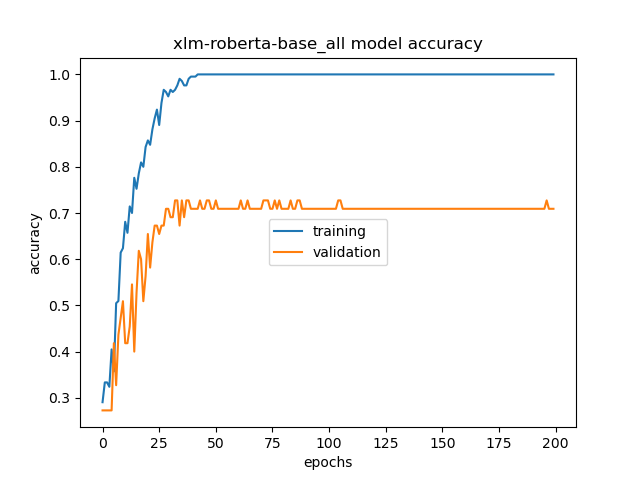 xlm-roberta-base_all model accuracy
1.0
0.9
0.8
0.7
0.6
0.5
0.4
0.3
accuracy
training
validation
0 25 50 75 100 125 150 175 200
epochs